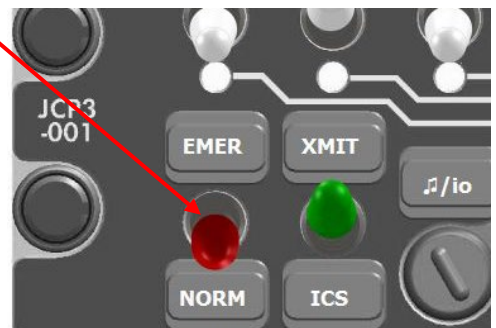 JCP3
-001
EMER
XMIT
♫/io
NORM
ICS